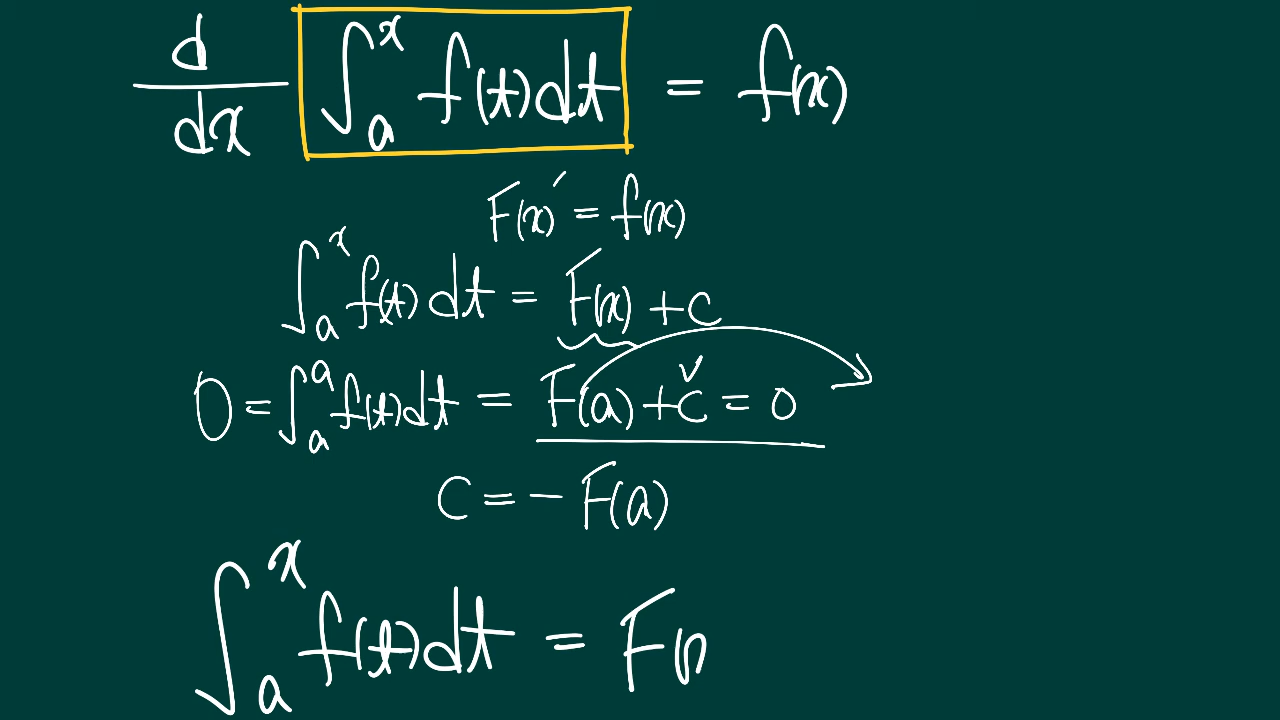 d/dx ∫ₐˣ f(t)dt = f(x)
F(x)′ = f(x)
∫ₐˣ f(t)dt = F(x) + C
0 = ∫ₐᵃ f(t)dt = F(a) + C = 0
C = − F(a)
∫ₐˣ f(t)dt = F(